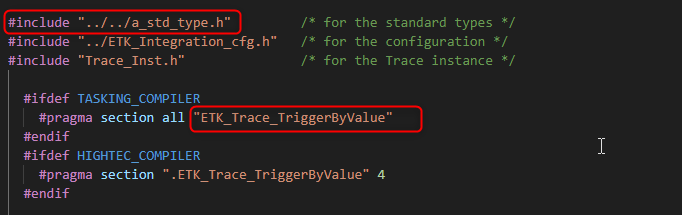 #include "../../a_std_type.h" /* for the standard types */
#include "../ETK_Integration_cfg.h" /* for the configuration */
#include "Trace_Inst.h" /* for the Trace instance */
#ifdef TASKING_COMPILER
#pragma section all "ETK_Trace_TriggerByValue"
#endif
#ifdef HIGHTEC_COMPILER
#pragma section ".ETK_Trace_TriggerByValue" 4
#endif